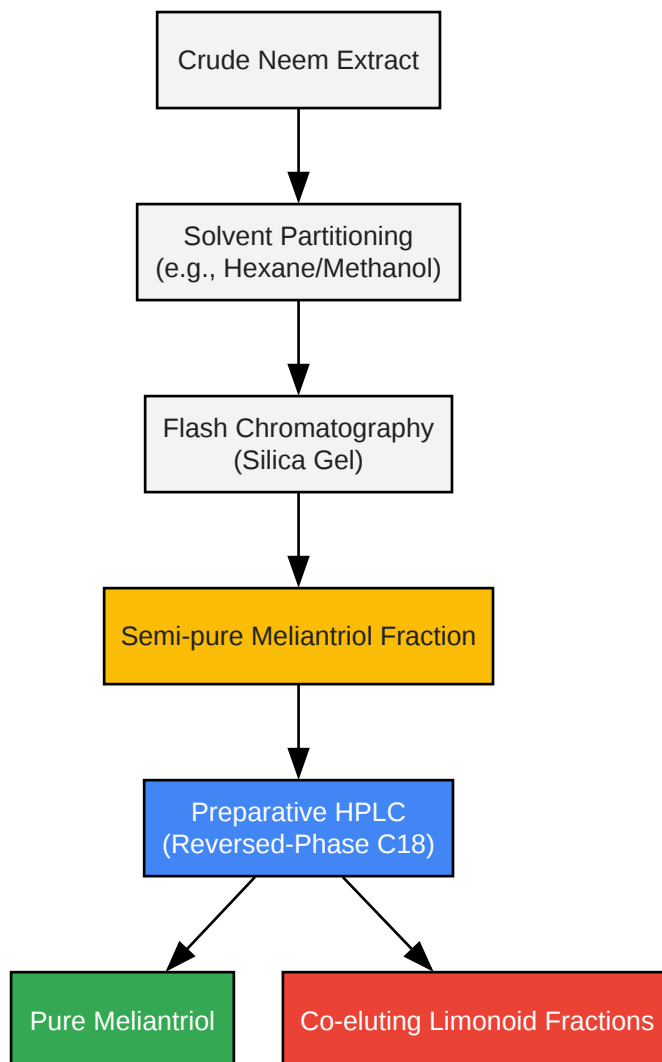 Crude Neem Extract
Solvent Partitioning
(e.g., Hexane/Methanol)
Flash Chromatography
(Silica Gel)
Semi-pure Meliantriol Fraction
Preparative HPLC
(Reversed-Phase C18)
Pure Meliantriol
Co-eluting Limonoid Fractions